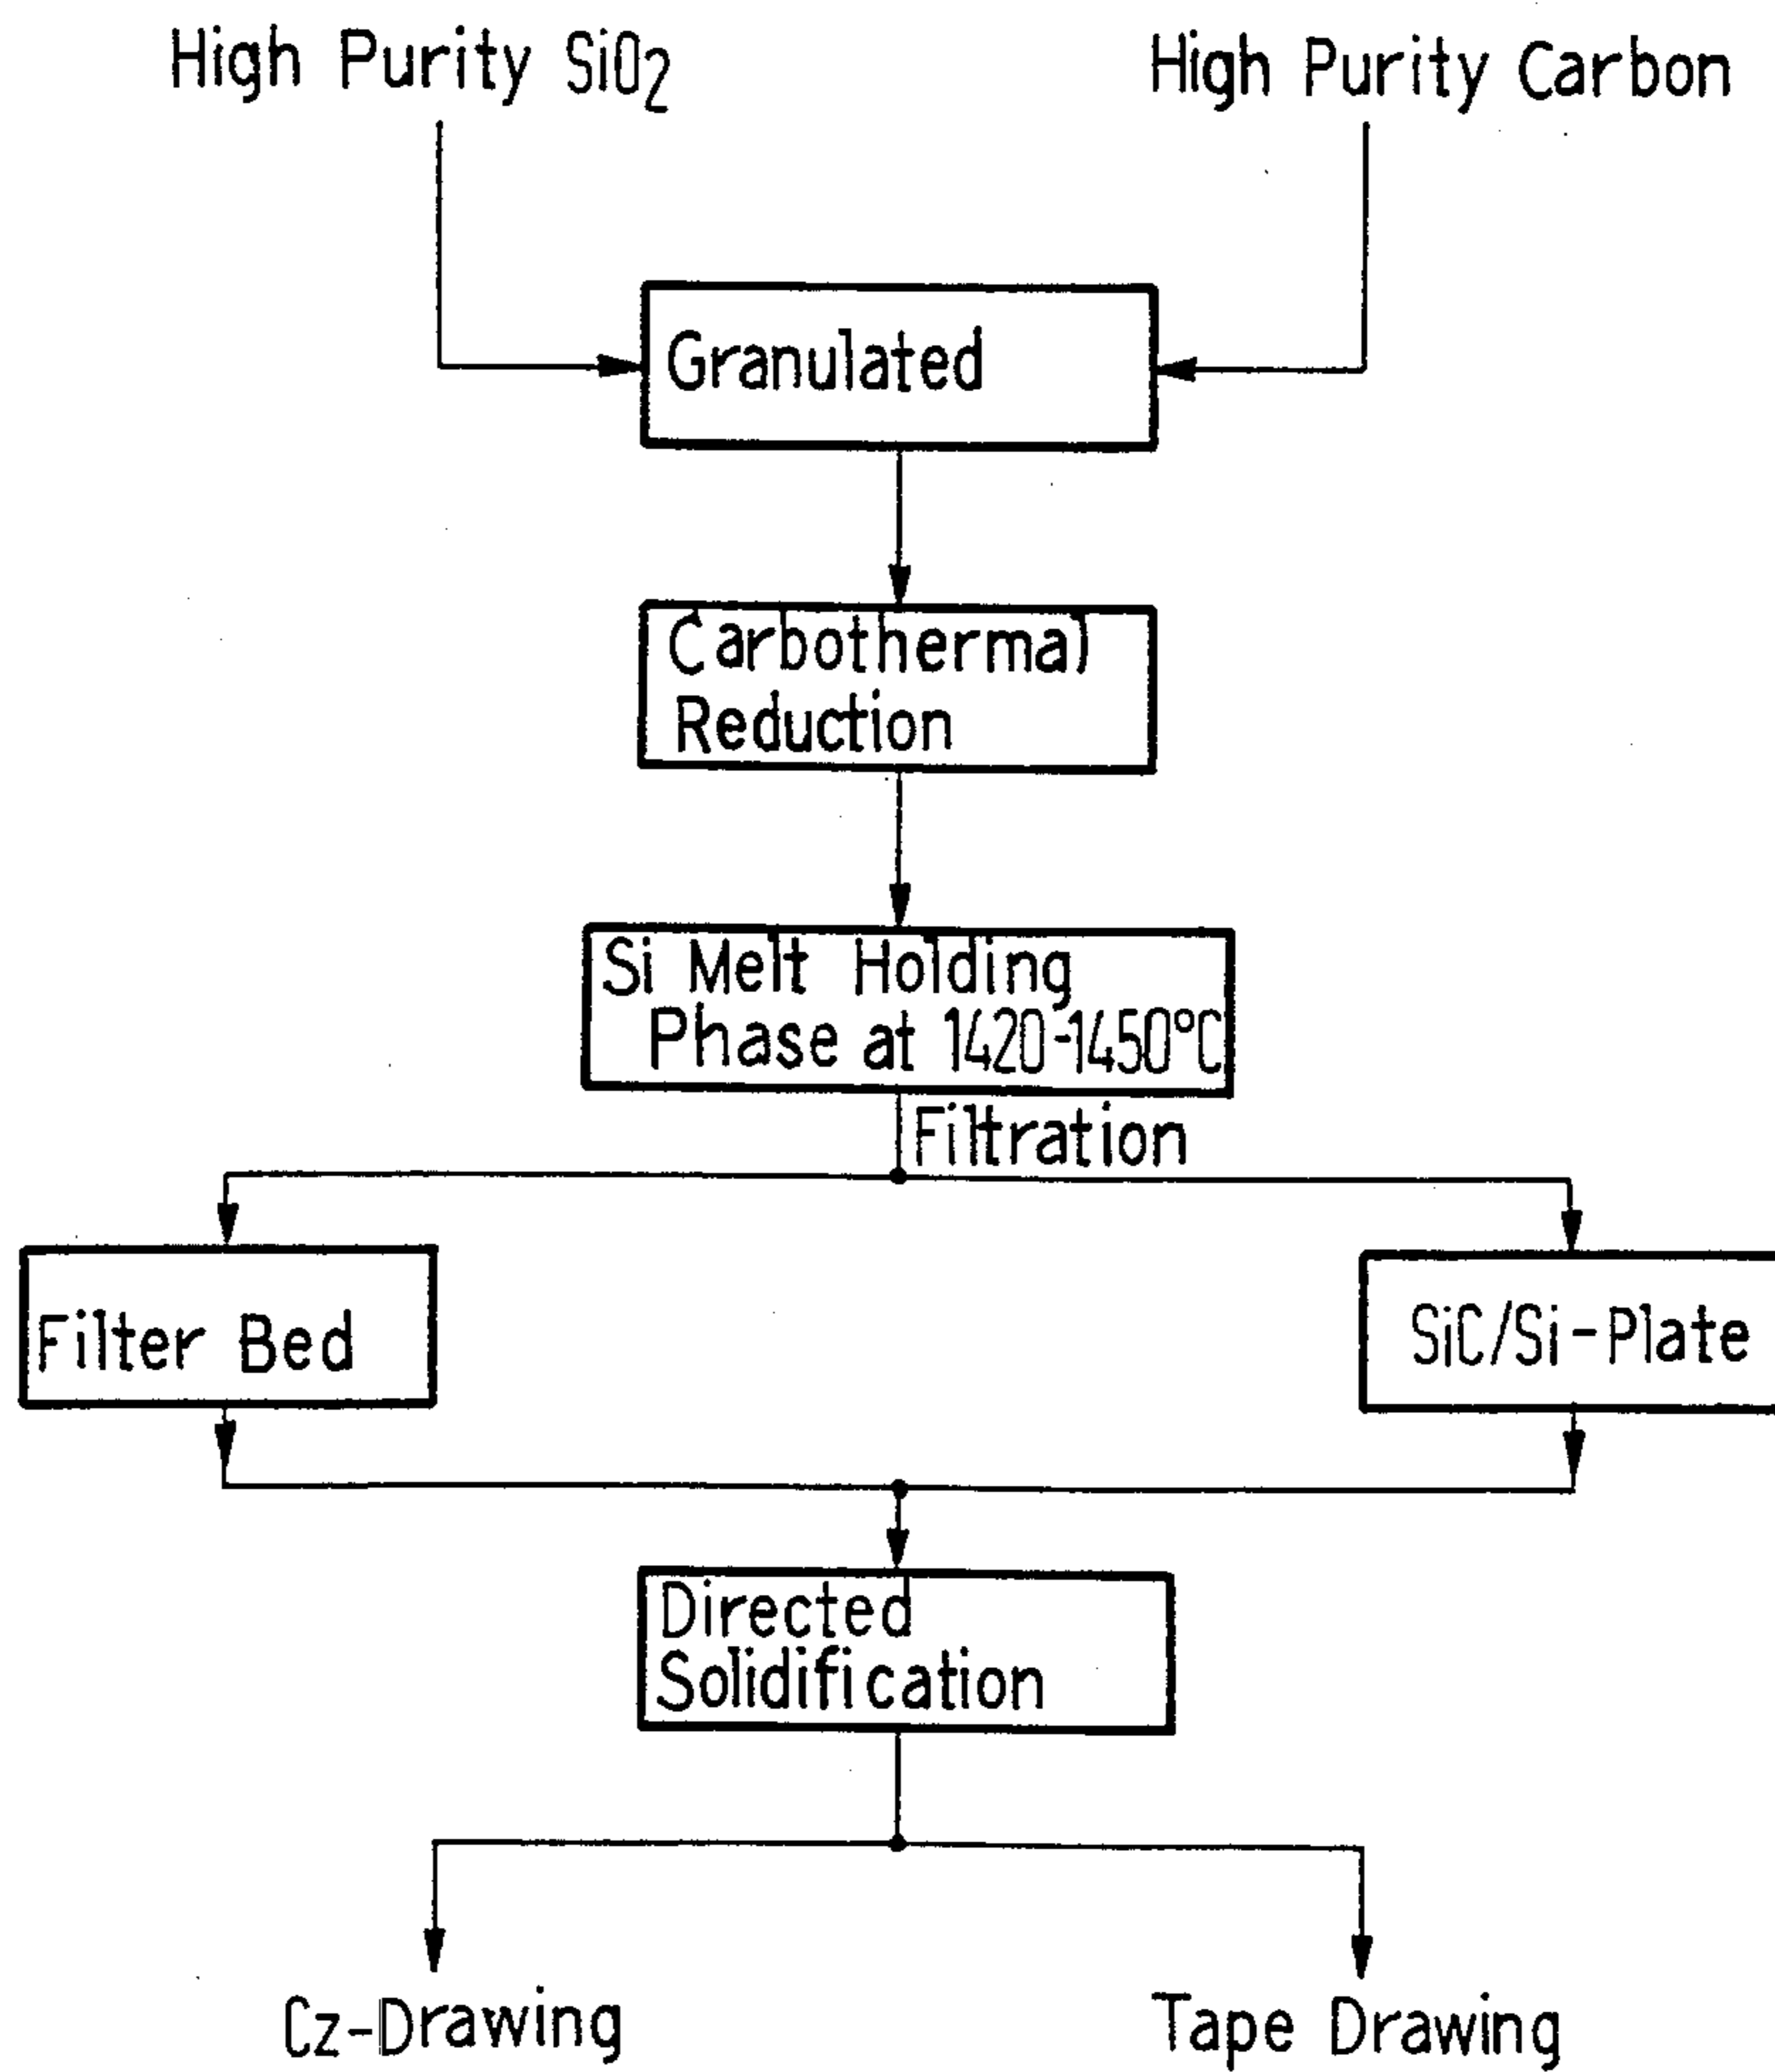 High Purity SiO₂
High Purity Carbon
Granulated
Carbothermal
Reduction
Si Melt Holding
Phase at 1420-1450°C
Filtration
Filter Bed
SiC/Si-Plate
Directed
Solidification
Cz-Drawing
Tape Drawing